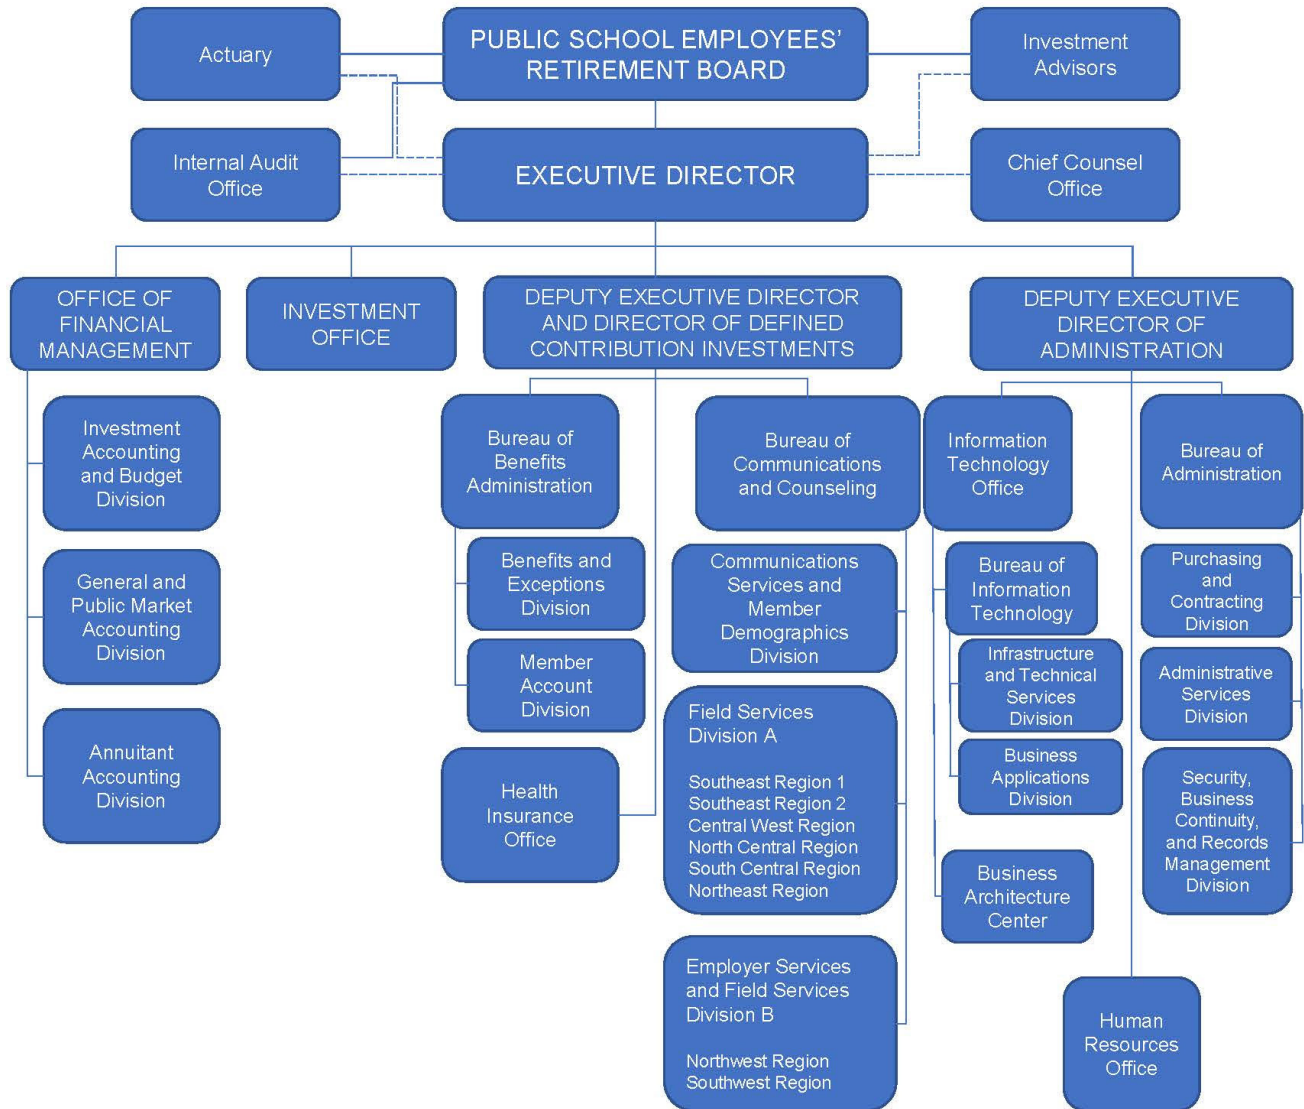 Actuary
PUBLIC SCHOOL EMPLOYEES’
RETIREMENT BOARD
Investment
Advisors
Internal Audit
Office
EXECUTIVE DIRECTOR
Chief Counsel
Office
OFFICE OF
FINANCIAL
MANAGEMENT
INVESTMENT
OFFICE
DEPUTY EXECUTIVE DIRECTOR
AND DIRECTOR OF DEFINED
CONTRIBUTION INVESTMENTS
DEPUTY EXECUTIVE
DIRECTOR OF
ADMINISTRATION
Investment
Accounting
and Budget
Division
General and
Public Market
Accounting
Division
Annuitant
Accounting
Division
Bureau of
Benefits
Administration
Benefits and
Exceptions
Division
Member
Account
Division
Health
Insurance
Office
Bureau of
Communications
and Counseling
Communications
Services and
Member
Demographics
Division
Field Services
Division A
Southeast Region 1
Southeast Region 2
Central West Region
North Central Region
South Central Region
Northeast Region
Employer Services
and Field Services
Division B
Northwest Region
Southwest Region
Information
Technology
Office
Bureau of
Information
Technology
Infrastructure
and Technical
Services
Division
Business
Applications
Division
Business
Architecture
Center
Bureau of
Administration
Purchasing
and
Contracting
Division
Administrative
Services
Division
Security,
Business
Continuity,
and Records
Management
Division
Human
Resources
Office